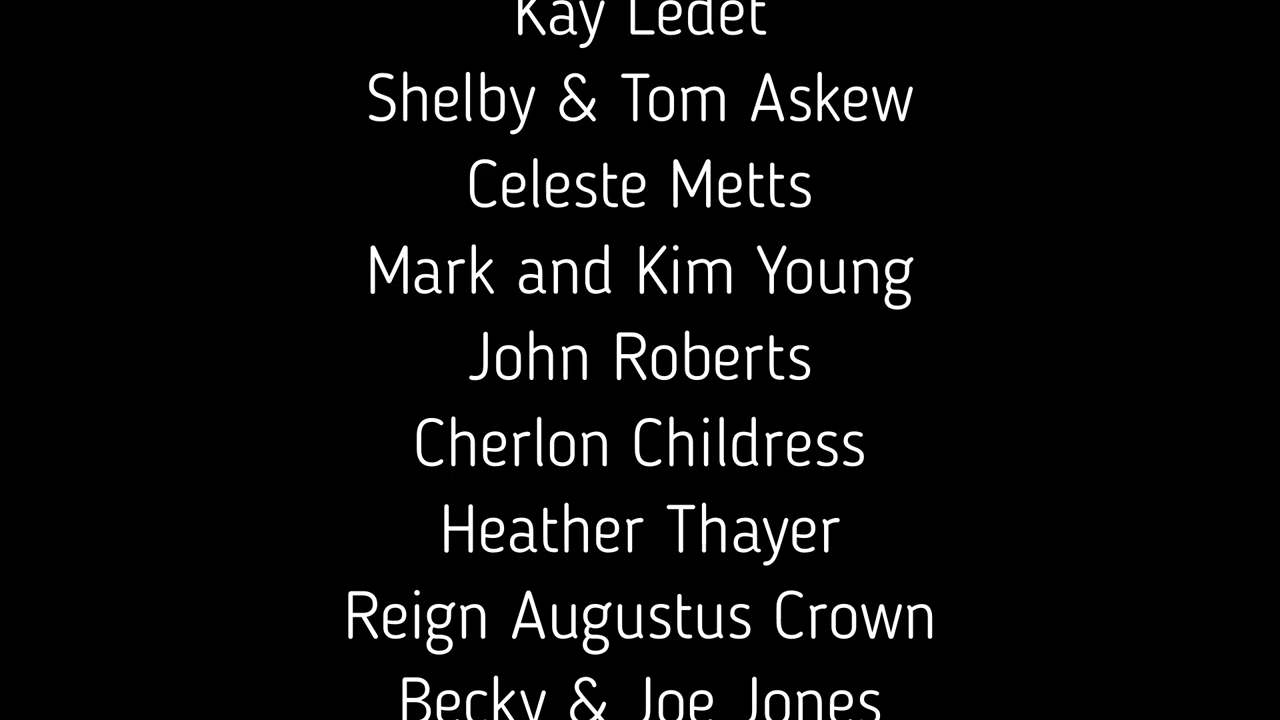 Kay Ledet
Shelby & Tom Askew
Celeste Metts
Mark and Kim Young
John Roberts
Cherlon Childress
Heather Thayer
Reign Augustus Crown
Becky & Joe Jones